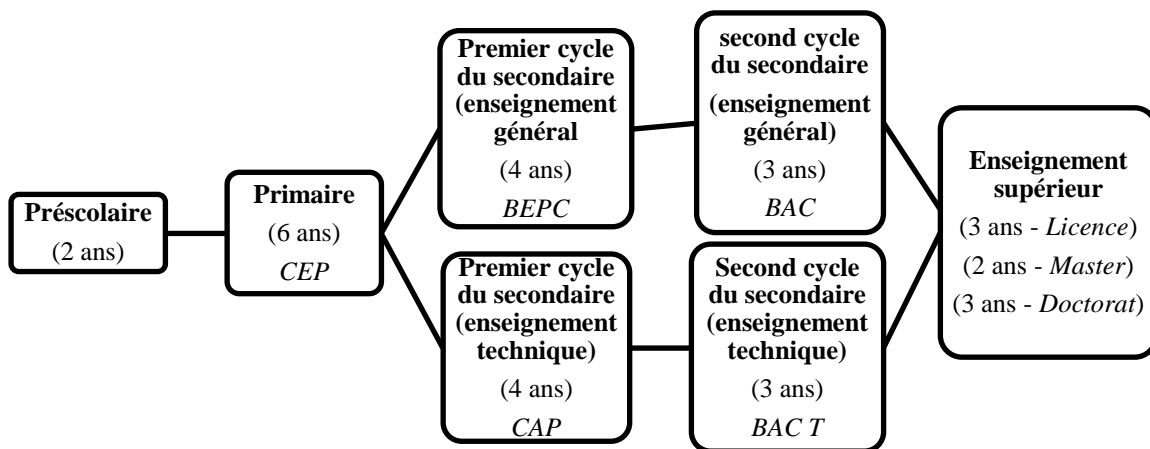 Préscolaire
(2 ans)
Primaire
(6 ans)
CEP
Premier cycle
du secondaire
(enseignement
général
(4 ans)
BEPC
second cycle
du secondaire
(enseignement
général)
(3 ans)
BAC
Premier cycle
du secondaire
(enseignement
technique)
(4 ans)
CAP
Second cycle
du secondaire
(enseignement
technique)
(3 ans)
BAC T
Enseignement
supérieur
(3 ans - Licence)
(2 ans - Master)
(3 ans - Doctorat)